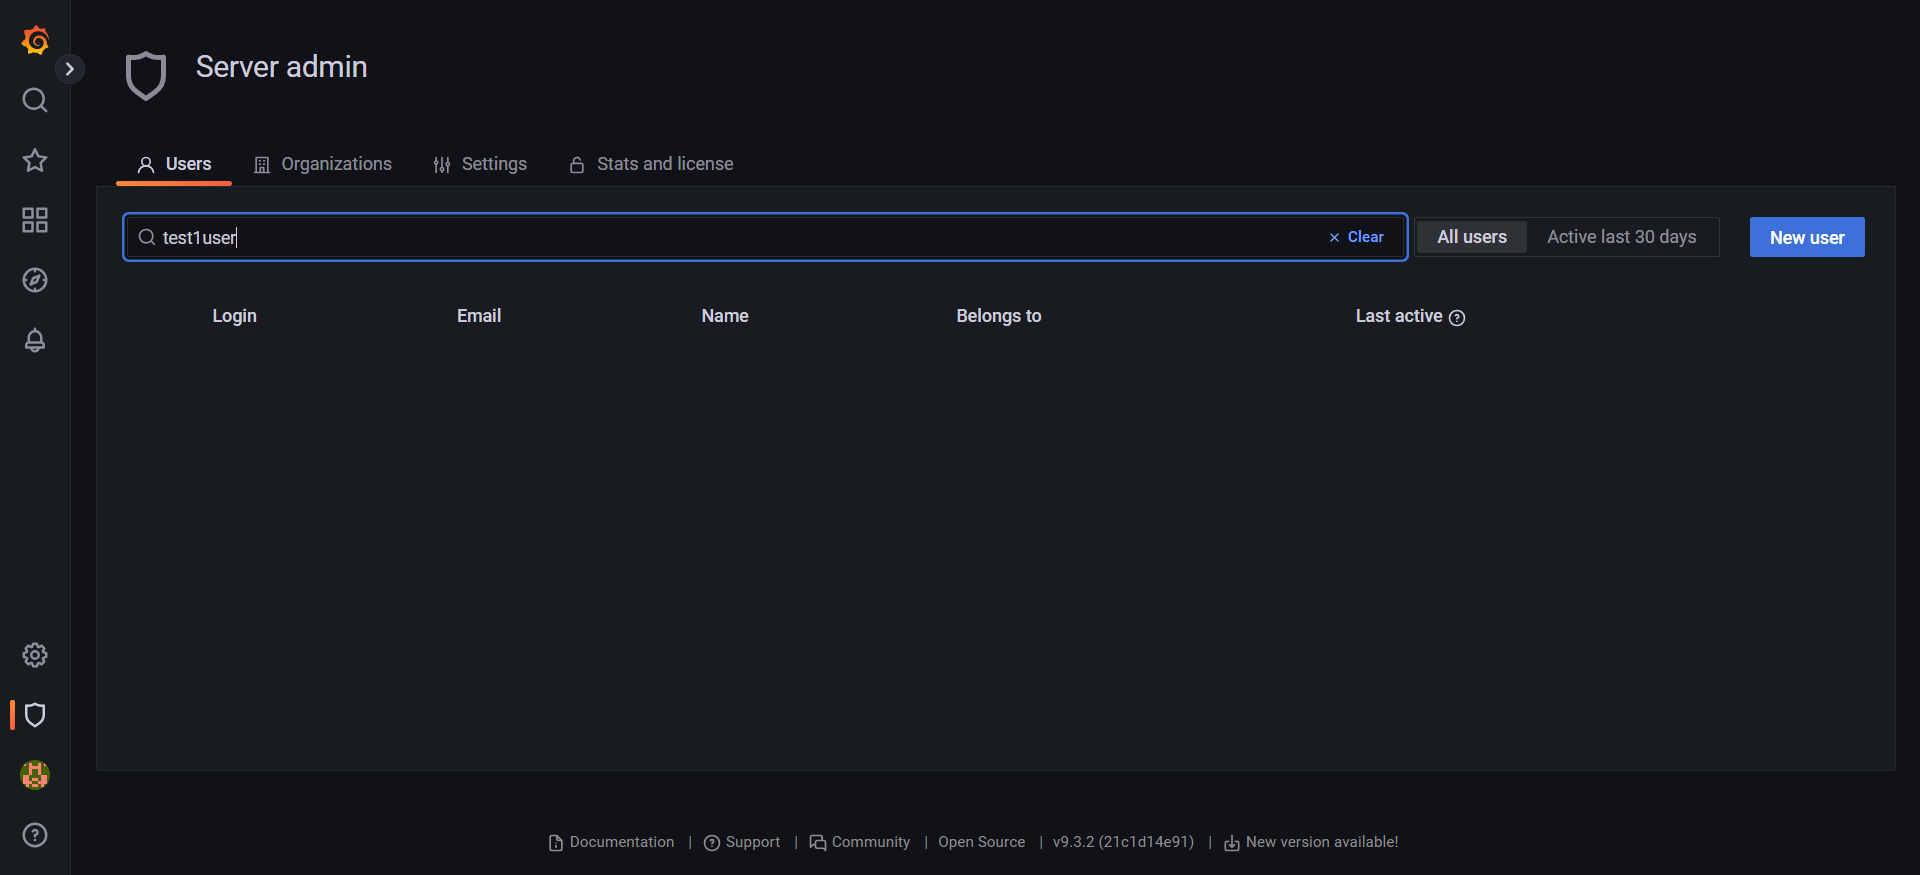 Server admin
Users Organizations Settings Stats and license
test1user Clear All users Active last 30 days New user
Login Email Name Belongs to Last active
Documentation | Support | Community | Open Source | v9.3.2 (21c1d14e91) | New version available!